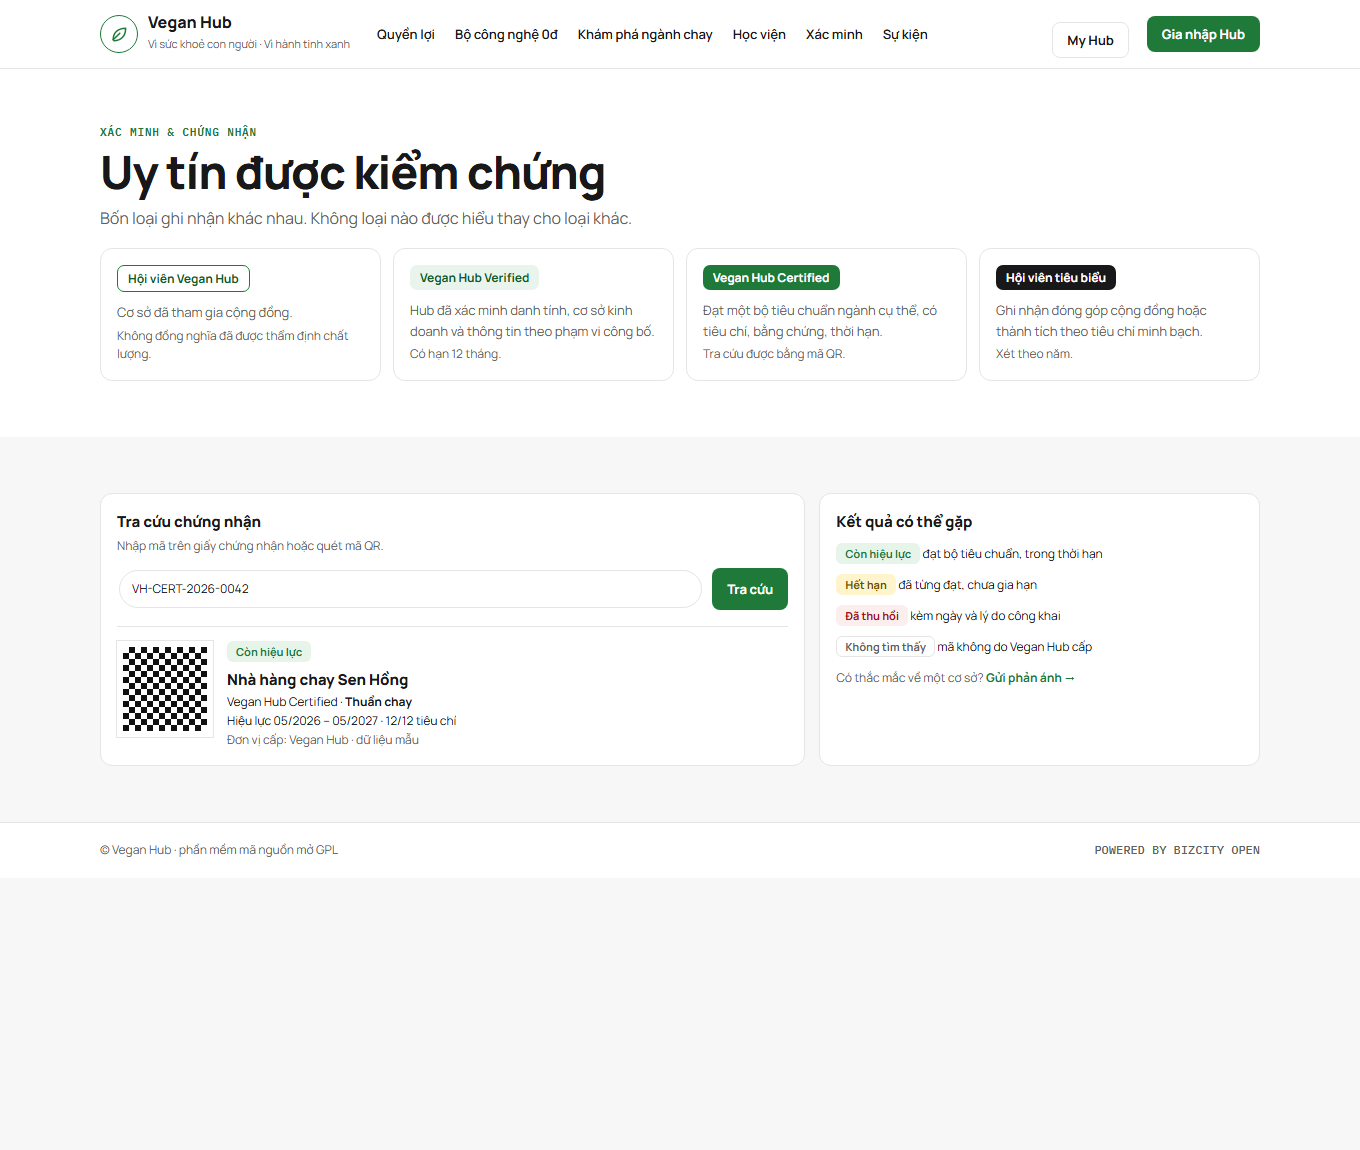 Vegan Hub
Vì sức khoẻ con người · Vì hành tinh xanh
Quyền lợi
Bộ công nghệ 0đ
Khám phá ngành chay
Học viện
Xác minh
Sự kiện
My Hub
Gia nhập Hub
XÁC MINH & CHỨNG NHẬN
Uy tín được kiểm chứng
Bốn loại ghi nhận khác nhau. Không loại nào được hiểu thay cho loại khác.
Hội viên Vegan Hub
Cơ sở đã tham gia cộng đồng.
Không đồng nghĩa đã được thẩm định chất
lượng.
Vegan Hub Verified
Hub đã xác minh danh tính, cơ sở kinh
doanh và thông tin theo phạm vi công bố.
Có hạn 12 tháng.
Vegan Hub Certified
Đạt một bộ tiêu chuẩn ngành cụ thể, có
tiêu chí, bằng chứng, thời hạn.
Tra cứu được bằng mã QR.
Hội viên tiêu biểu
Ghi nhận đóng góp cộng đồng hoặc
thành tích theo tiêu chí minh bạch.
Xét theo năm.
Tra cứu chứng nhận
Nhập mã trên giấy chứng nhận hoặc quét mã QR.
VH-CERT-2026-0042
Tra cứu
Còn hiệu lực
Nhà hàng chay Sen Hồng
Vegan Hub Certified · Thuần chay
Hiệu lực 05/2026 – 05/2027 · 12/12 tiêu chí
Đơn vị cấp: Vegan Hub · dữ liệu mẫu
Kết quả có thể gặp
Còn hiệu lực đạt bộ tiêu chuẩn, trong thời hạn
Hết hạn đã từng đạt, chưa gia hạn
Đã thu hồi kèm ngày và lý do công khai
Không tìm thấy mã không do Vegan Hub cấp
Có thắc mắc về một cơ sở? Gửi phản ánh →
© Vegan Hub · phần mềm mã nguồn mở GPL
POWERED BY BIZCITY OPEN